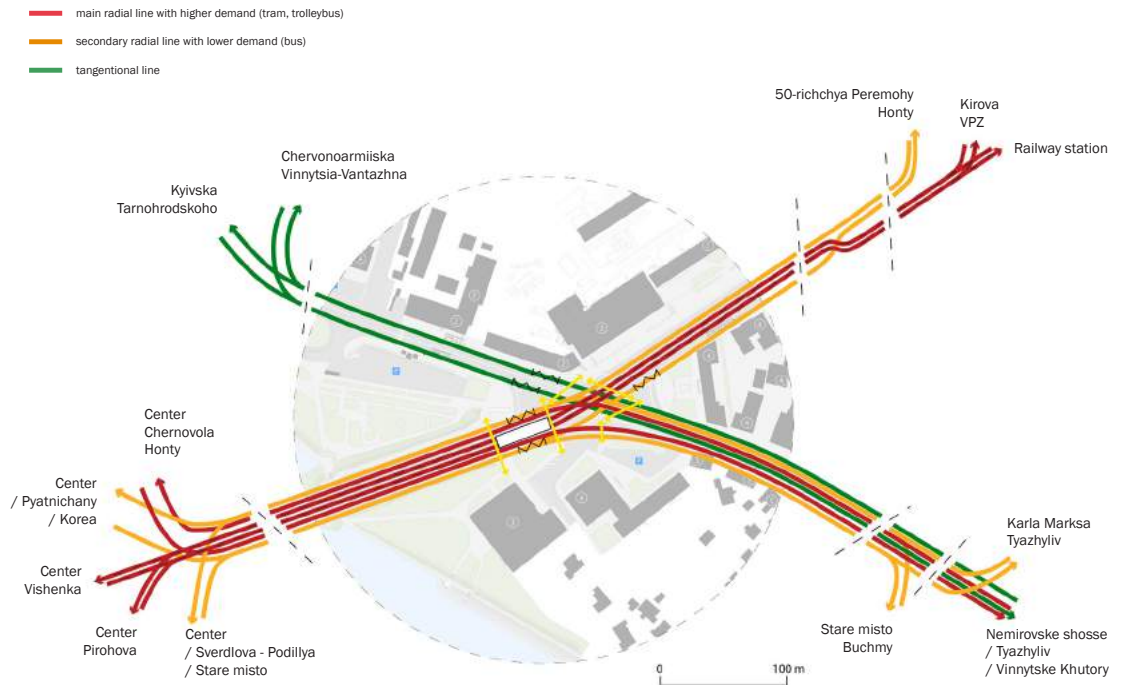 main radial line with higher demand (tram, trolleybus)
secondary radial line with lower demand (bus)
tangentional line
50-richchya Peremohy
Honty
Kirova
VPZ
Railway station
Chervonoarmiiska
Vinnytsia-Vantazhna
Kyivska
Tarnohrodskoho
Center
Chernovola
Honty
Center
/ Pyatnichany
/ Korea
Center
Vishenka
Center
Pirohova
Center
/ Sverdlova - Podillya
/ Stare misto
Karla Marksa
Tyazhyliv
Stare misto
Buchmy
Nemirovske shosse
/ Tyazhyliv
/ Vinnytske Khutory
0
100 m